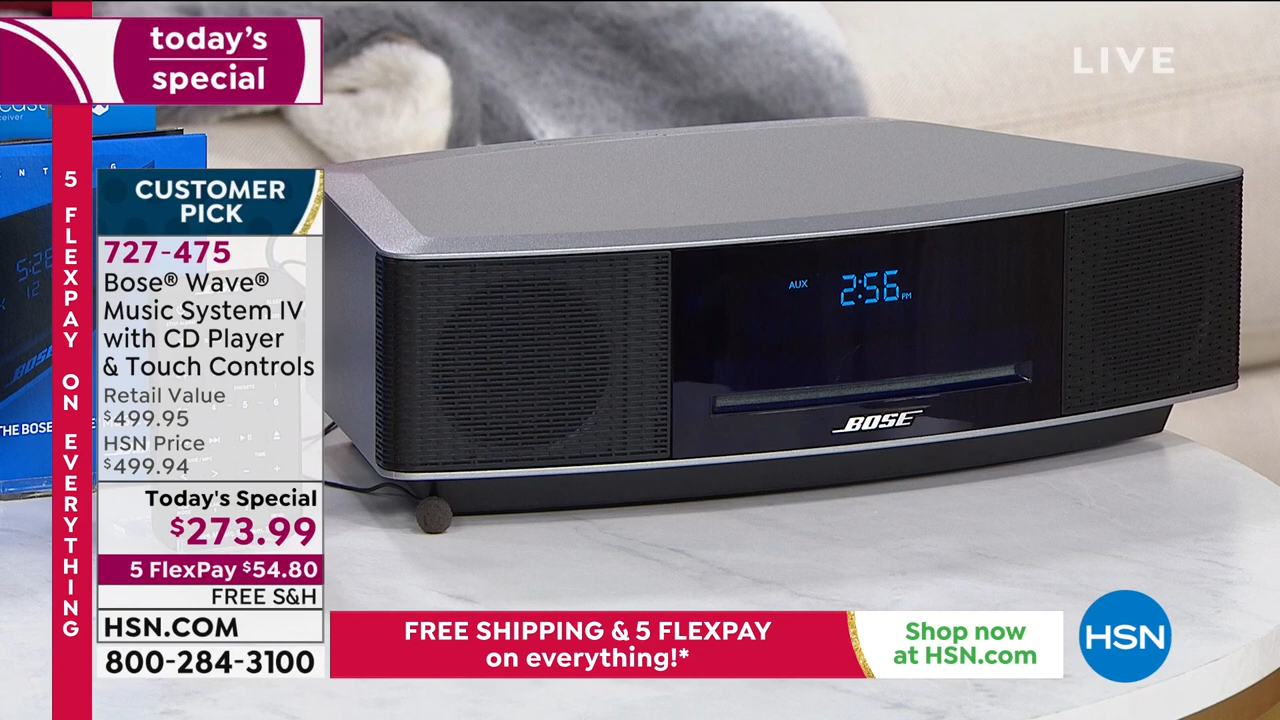 today's
special
LIVE
5 FLEXPAY ON EVERYTHING
CUSTOMER
PICK
727-475
Bose® Wave®
Music System IV
with CD Player
& Touch Controls
Retail Value
$499.95
HSN Price
$499.94
Today's Special
$273.99
5 FlexPay $54.80
FREE S&H
HSN.COM
800-284-3100
THE BOSE
BOSE
AUX
2:56 PM
BOSE
FREE SHIPPING & 5 FLEXPAY
on everything!*
Shop now
at HSN.com
HSN